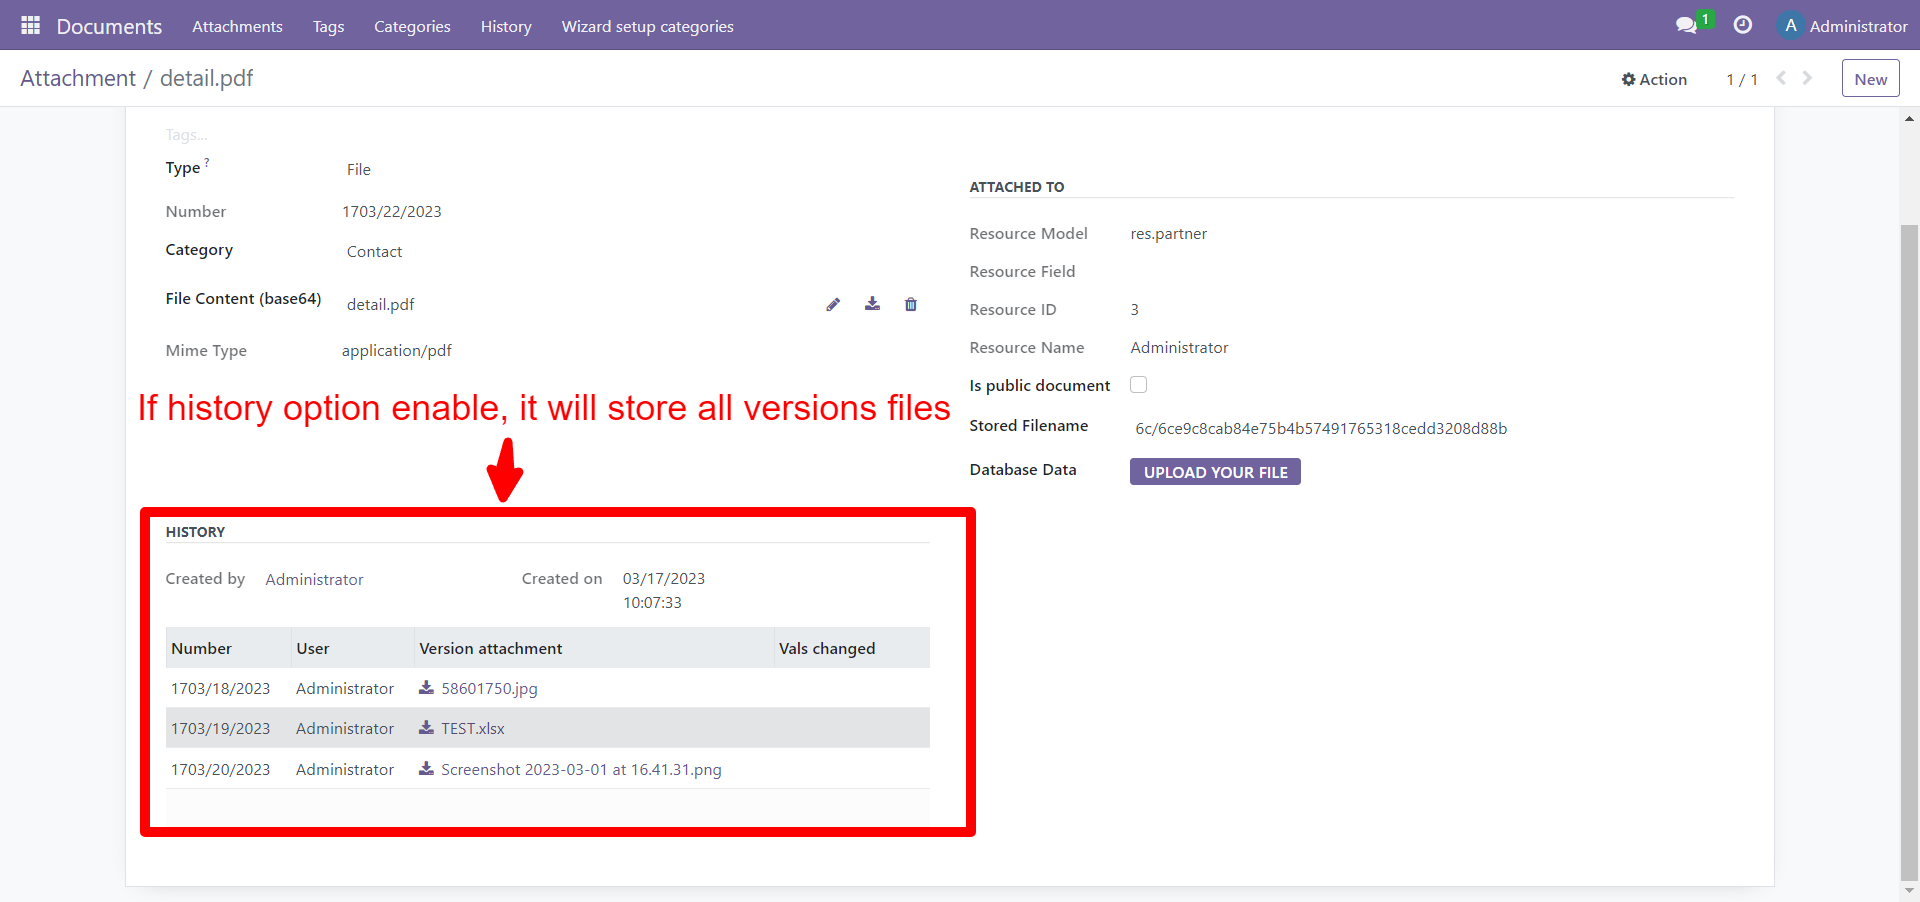 Documents Attachments Tags Categories History Wizard setup categories 1 A Administrator
Attachment / detail.pdf Action 1 / 1 New
Tags...
Type ? File
Number 1703/22/2023
Category Contact
File Content (base64) detail.pdf
Mime Type application/pdf
ATTACHED TO
Resource Model res.partner
Resource Field
Resource ID 3
Resource Name Administrator
Is public document
Stored Filename 6c/6ce9c8cab84e75b4b57491765318cedd3208d88b
Database Data UPLOAD YOUR FILE
If history option enable, it will store all versions files
HISTORY
Created by Administrator Created on 03/17/2023
10:07:33
Number User Version attachment Vals changed
1703/18/2023 Administrator 58601750.jpg
1703/19/2023 Administrator TEST.xlsx
1703/20/2023 Administrator Screenshot 2023-03-01 at 16.41.31.png